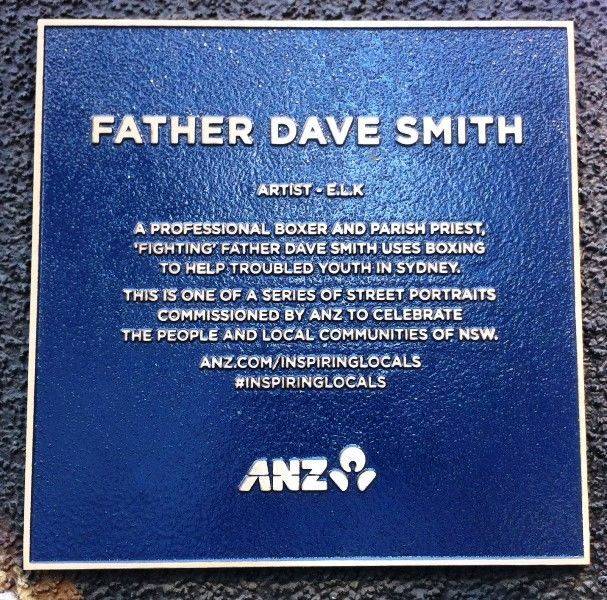 FATHER DAVE SMITH
ARTIST - E.L.K
A PROFESSIONAL BOXER AND PARISH PRIEST,
'FIGHTING' FATHER DAVE SMITH USES BOXING
TO HELP TROUBLED YOUTH IN SYDNEY.
THIS IS ONE OF A SERIES OF STREET PORTRAITS
COMMISSIONED BY ANZ TO CELEBRATE
THE PEOPLE AND LOCAL COMMUNITIES OF NSW.
ANZ.COM/INSPIRINGLOCALS
#INSPIRINGLOCALS
ANZ